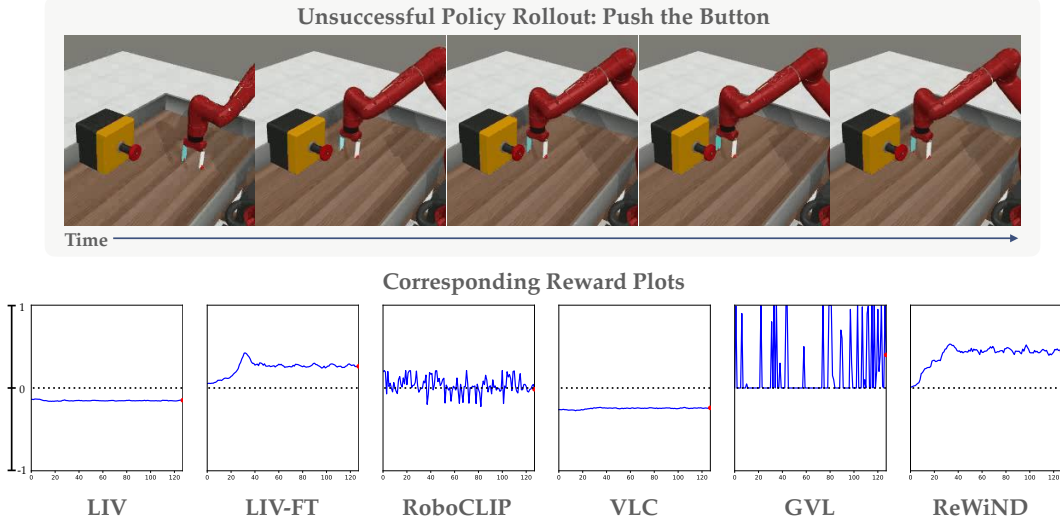 Unsuccessful Policy Rollout: Push the Button
Time
Corresponding Reward Plots
1
0
-1
0 20 40 60 80 100 120
0 20 40 60 80 100 120
0 20 40 60 80 100 120
0 20 40 60 80 100 120
0 20 40 60 80 100 120
0 20 40 60 80 100 120
LIV
LIV-FT
RoboCLIP
VLC
GVL
ReWiND